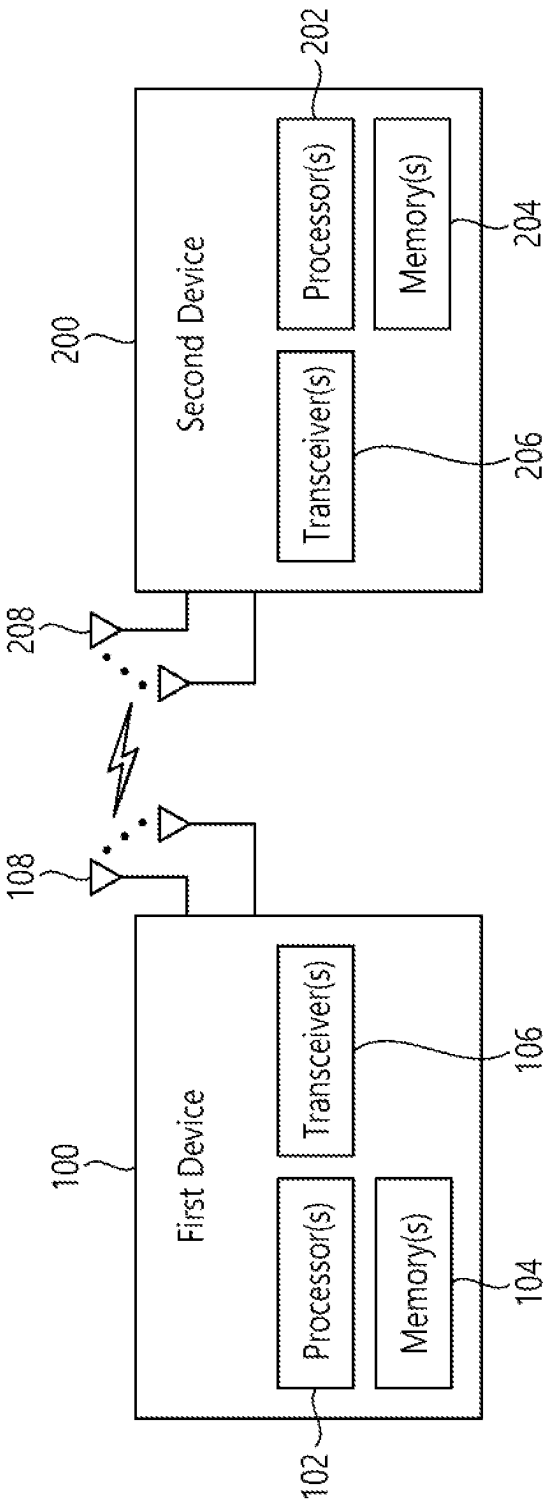 108
208
100
200
First Device
Second Device
102
Processor(s)
Transceiver(s)
Transceiver(s)
Processor(s)
202
Memory(s)
Memory(s)
104
106
206
204